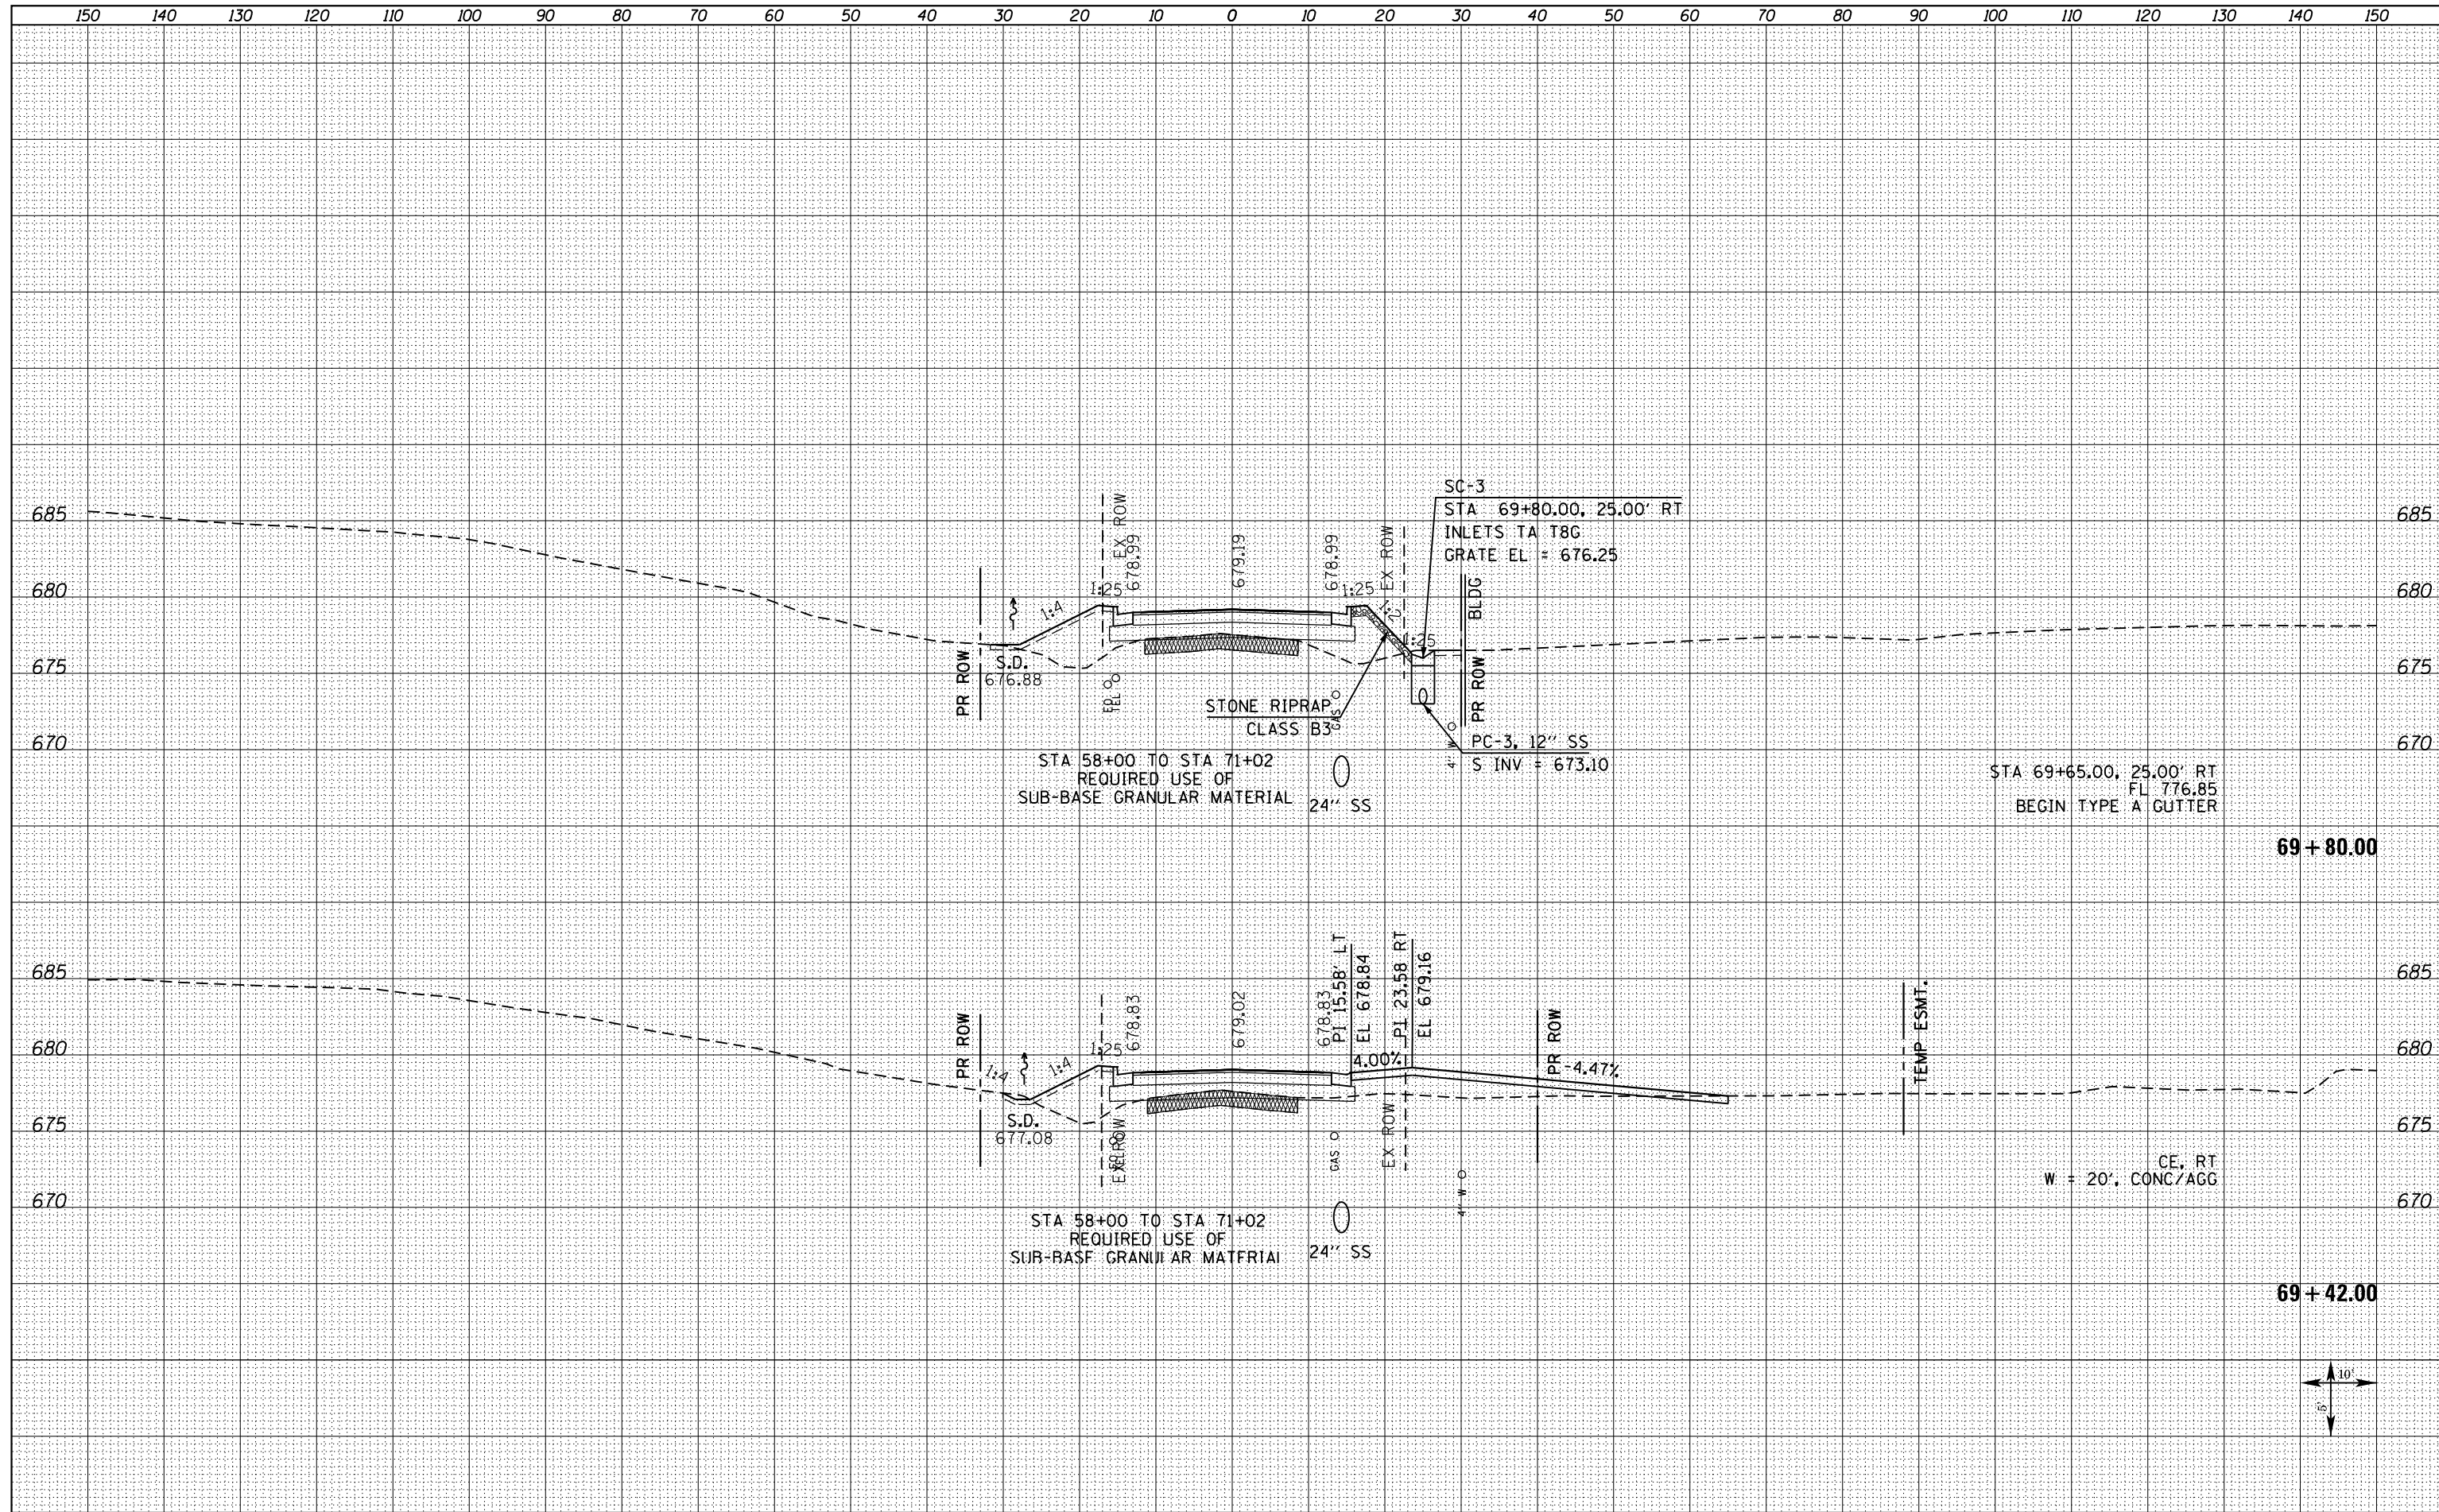 150 140 130 120 110 100 90 80 70 60 50 40 30 20 10 0 10 20 30 40 50 60 70 80 90 100 110 120 130 140 150
SC-3
STA 69+80.00, 25.00' RT
INLETS TA T8G
GRATE EL = 676.25
685
685
EX ROW
678.99
679.19
678.99
EX ROW
680
680
1:4
1:25
1:25
1:2
1:25
BLDG
PR ROW
S.D.
676.88
675
675
PR ROW
TEL
GAS
STONE RIPRAP
CLASS B3
4" W
670
670
PC-3, 12" SS
S INV = 673.10
STA 58+00 TO STA 71+02
REQUIRED USE OF
SUB-BASE GRANULAR MATERIAL
24" SS
STA 69+65.00, 25.00' RT
FL 776.85
BEGIN TYPE A GUTTER
69+80.00
PI 15.58' LT
EL 678.84
PI 23.58 RT
EL 679.16
685
685
PR ROW
678.83
679.02
678.83
PR ROW
TEMP ESMT.
680
680
1:4
1:4
1:25
4.00%
-4.47%
S.D.
677.08
675
675
EX ROW
GAS
EX ROW
4" W
CE, RT
W = 20', CONC/AGG
670
670
STA 58+00 TO STA 71+02
REQUIRED USE OF
SUB-BASE GRANULAR MATERIAL
24" SS
69+42.00
10'
5'